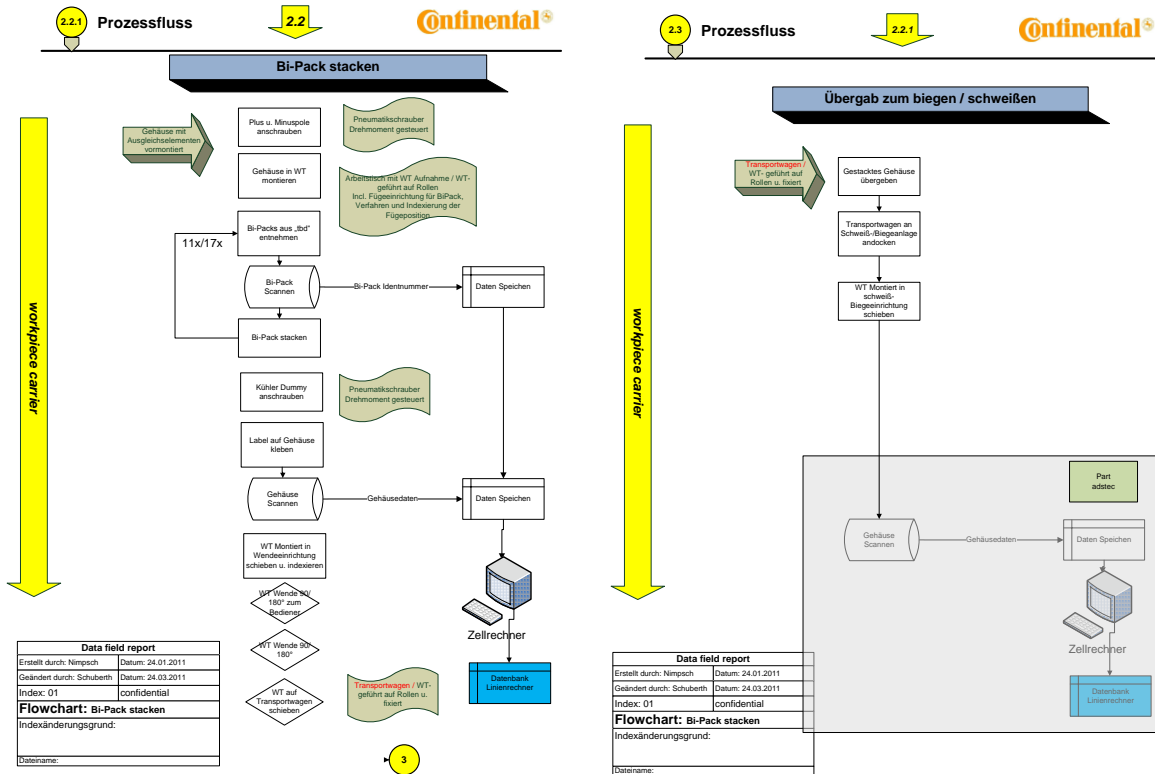 2.2.1
Prozessfluss
2.2
Continental
Bi-Pack stacken
Gehäuse mit
Ausgleichselementen
vormontiert
Plus u. Minuspole
anschrauben
Pneumatikschrauber
Drehmoment gesteuert
Gehäuse in WT
montieren
Arbeitstisch mit WT Aufnahme / WT-
geführt auf Rollen
Incl. Fügeeinrichtung für BiPack,
Verfahren und Indexierung der
Fügeposition
11x/17x
Bi-Packs aus „tbd“
entnehmen
Bi-Pack
Scannen
Bi-Pack Identnummer
Daten Speichen
Bi-Pack stacken
workpiece carrier
Kühler Dummy
anschrauben
Pneumatikschrauber
Drehmoment gesteuert
Label auf Gehäuse
kleben
Gehäuse
Scannen
Gehäusedaten
Daten Speichen
WT Montiert in
Wendeeinrichtung
schieben u. indexieren
WT Wende 90/
180° zum
Bediener
Zellrechner
WT Wende 90/
180°
WT auf
Transportwagen
schieben
Transportwagen / WT-
geführt auf Rollen u.
fixiert
Datenbank
Linienrechner
3
Data field report
Erstellt durch: Nimpsch Datum: 24.01.2011
Geändert durch: Schuberth Datum: 24.03.2011
Index: 01 confidential
Flowchart: Bi-Pack stacken
Indexänderungsgrund:
Dateiname:
2.3
Prozessfluss
2.2.1
Continental
Übergab zum biegen / schweißen
Transportwagen /
WT- geführt auf
Rollen u. fixiert
Gestacktes Gehäuse
übergeben
Transportwagen an
Schweiß-/Biegeanlage
andocken
WT Montiert in
schweiß-
Biegeeinrichtung
schieben
workpiece carrier
Part
adstec
Gehäuse
Scannen
Gehäusedaten
Daten Speichen
Zellrechner
Datenbank
Linienrechner
Data field report
Erstellt durch: Nimpsch Datum: 24.01.2011
Geändert durch: Schuberth Datum: 24.03.2011
Index: 01 confidential
Flowchart: Bi-Pack stacken
Indexänderungsgrund:
Dateiname: